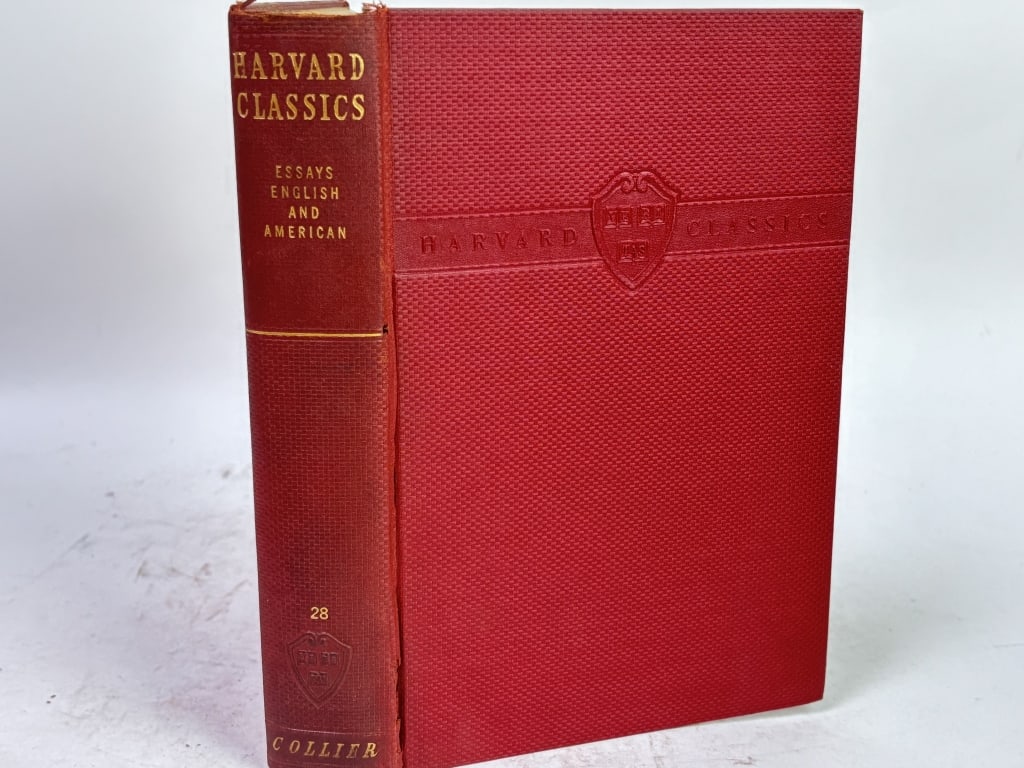 HARVARD
CLASSICS
ESSAYS
ENGLISH
AND
AMERICAN
28
COLLIER
HARVARD CLASSICS